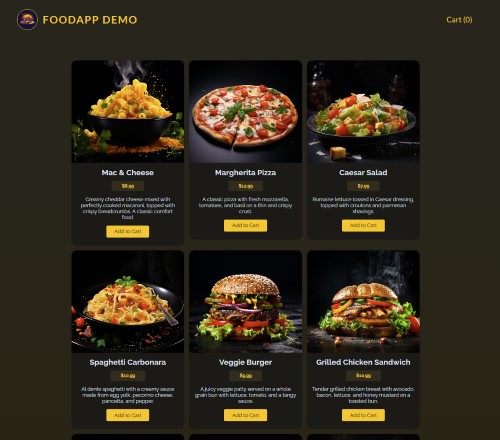 FOODAPP DEMO
Cart (0)
Mac & Cheese
$8.99
Creamy cheddar cheese mixed with
perfectly cooked macaroni, topped with
crispy breadcrumbs. A classic comfort
food.
Add to Cart
Margherita Pizza
$12.99
A classic pizza with fresh mozzarella,
tomatoes, and basil on a thin and crispy
crust.
Add to Cart
Caesar Salad
$7.99
Romaine lettuce tossed in Caesar dressing,
topped with croutons and parmesan
shavings.
Add to Cart
Spaghetti Carbonara
$10.99
Al dente spaghetti with a creamy sauce
made from egg yolk, pecorino cheese,
pancetta, and pepper.
Add to Cart
Veggie Burger
$9.99
A juicy veggie patty served on a whole
grain bun with lettuce, tomato, and a tangy
sauce.
Add to Cart
Grilled Chicken Sandwich
$10.99
Tender grilled chicken breast with avocado,
bacon, lettuce, and honey mustard on a
toasted bun.
Add to Cart